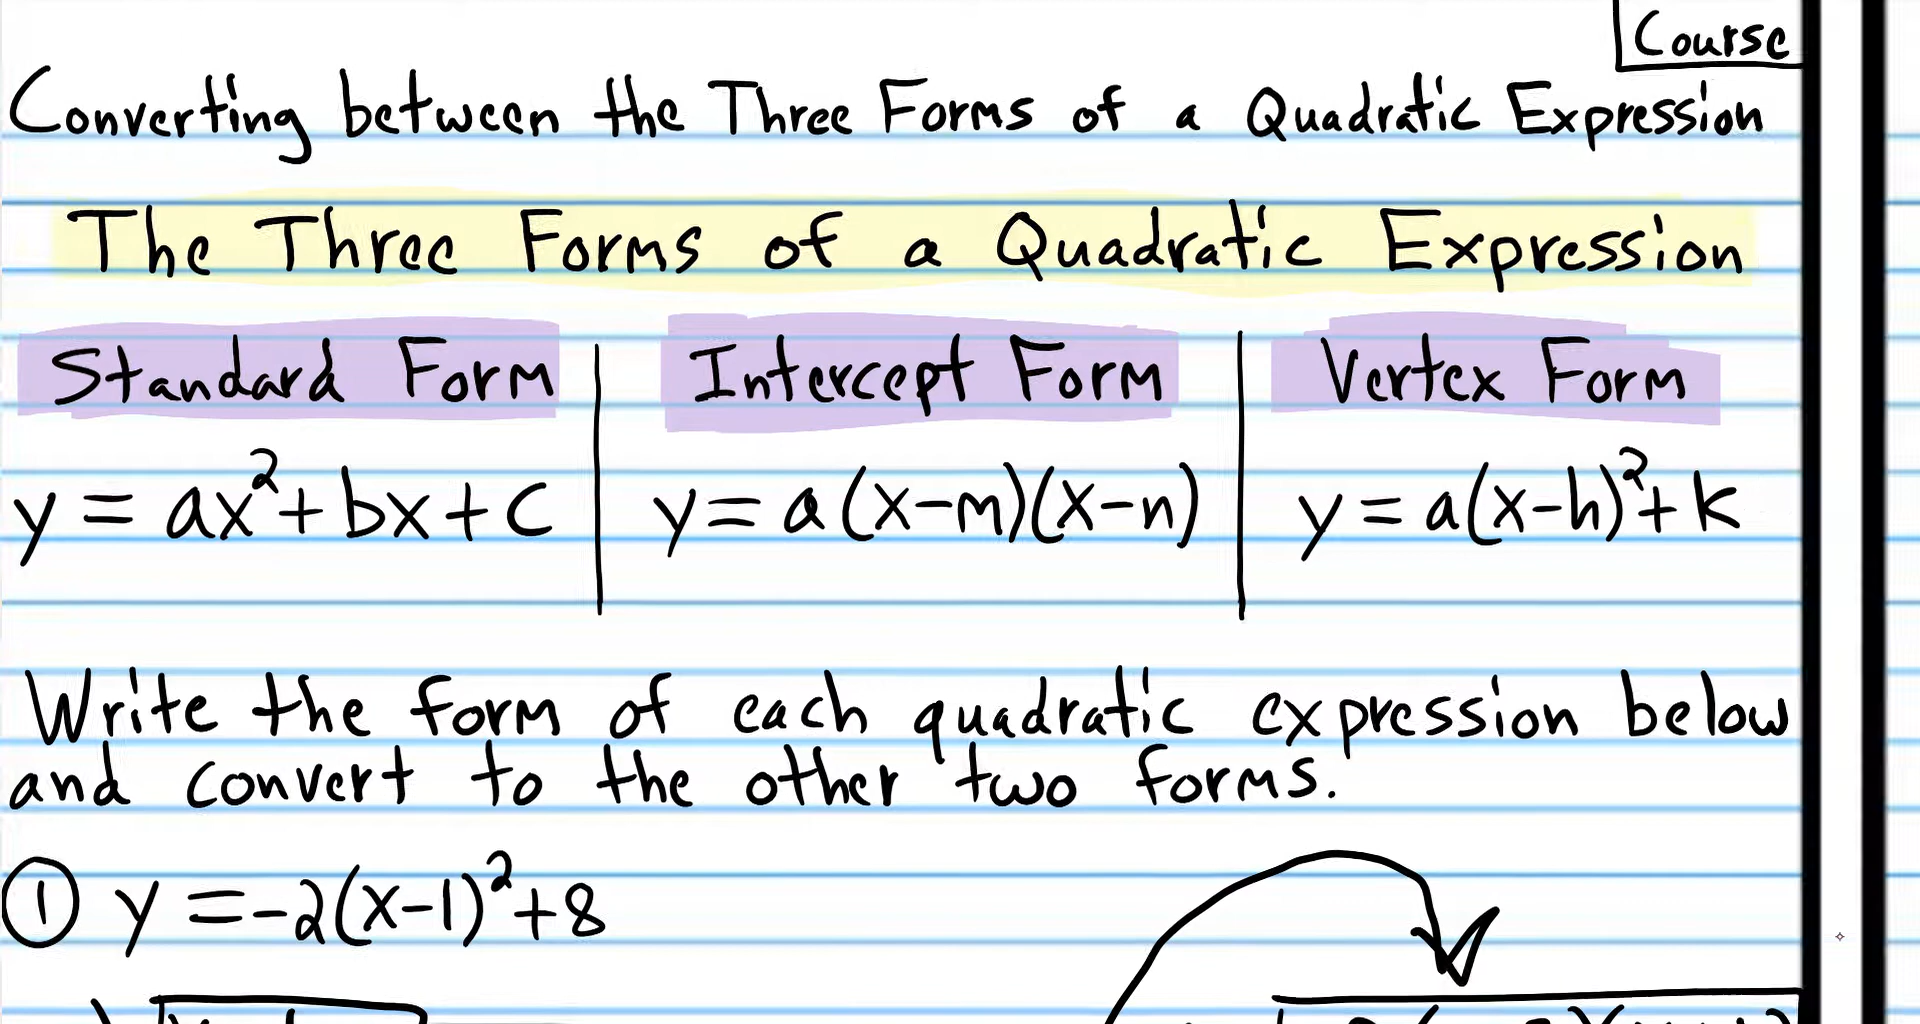 Course
Converting between the Three Forms of a Quadratic Expression
The Three Forms of a Quadratic Expression
Standard Form | Intercept Form | Vertex Form
y = ax²+bx+c | y=a(x-m)(x-n) | y=a(x-h)²+k
Write the form of each quadratic expression below
and convert to the other two forms.
① y=-2(x-1)²+8